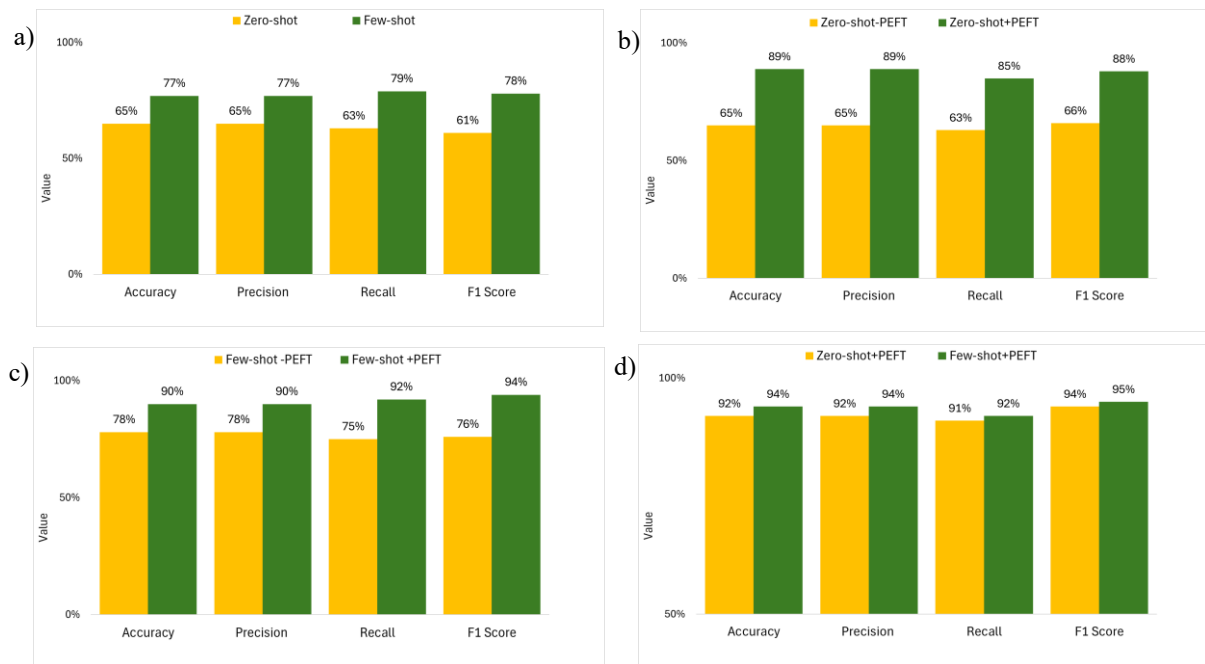 a)
Zero-shot Few-shot
100%
50%
0%
Value
65% 77% 65% 77% 63% 79% 61% 78%
Accuracy Precision Recall F1 Score
b)
Zero-shot-PEFT Zero-shot+PEFT
100%
50%
0%
Value
65% 89% 65% 89% 63% 85% 66% 88%
Accuracy Precision Recall F1 Score
c)
Few-shot -PEFT Few-shot +PEFT
100%
50%
0%
Value
78% 90% 78% 90% 75% 92% 76% 94%
Accuracy Precision Recall F1 Score
d)
Zero-shot+PEFT Few-shot+PEFT
100%
50%
Value
92% 94% 92% 94% 91% 92% 94% 95%
Accuracy Precision Recall F1 Score